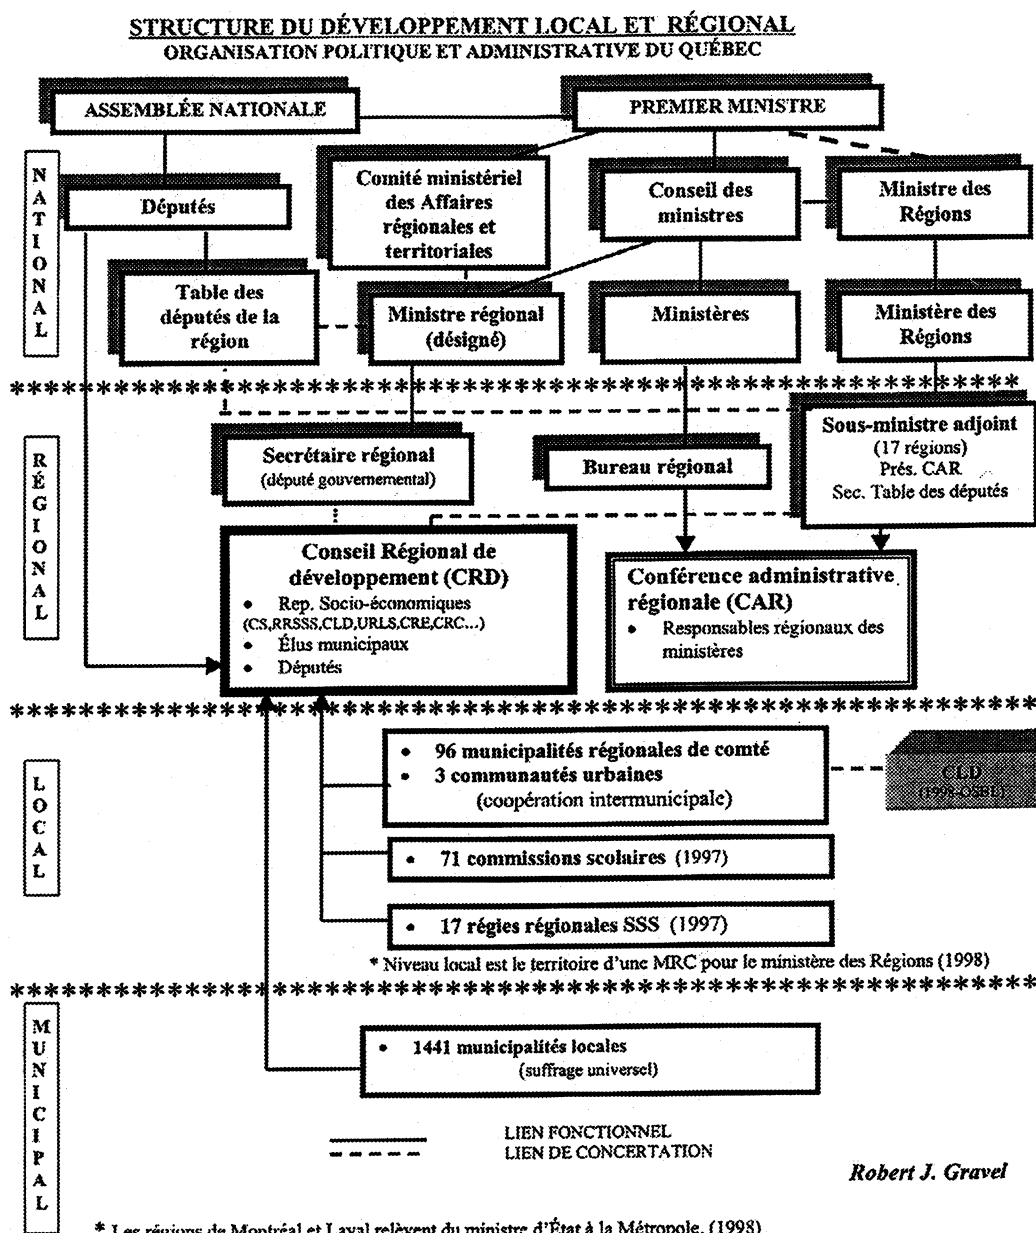 STRUCTURE DU DÉVELOPPEMENT LOCAL ET RÉGIONAL
ORGANISATION POLITIQUE ET ADMINISTRATIVE DU QUÉBEC
ASSEMBLÉE NATIONALE
PREMIER MINISTRE
NATIONAL
Députés
Comité ministériel
des Affaires
régionales et
territoriales
Conseil des
ministres
Ministre des
Régions
Table des
députés de la
région
Ministre régional
(désigné)
Ministères
Ministère des
Régions
RÉGIONAL
Secrétaire régional
(député gouvernemental)
Bureau régional
Sous-ministre adjoint
(17 régions)
Prés. CAR
Sec. Table des députés
Conseil Régional de
développement (CRD)
• Rep. Socio-économiques
(CS,RRSSS,CLD,URLS,CRE,CRC...)
• Élus municipaux
• Députés
Conférence administrative
régionale (CAR)
• Responsables régionaux des
ministères
LOCAL
• 96 municipalités régionales de comté
• 3 communautés urbaines
(coopération intermunicipale)
CLD
(1998-OSBL)
• 71 commissions scolaires (1997)
• 17 régies régionales SSS (1997)
* Niveau local est le territoire d'une MRC pour le ministère des Régions (1998)
MUNICIPAL
• 1441 municipalités locales
(suffrage universel)
LIEN FONCTIONNEL
LIEN DE CONCERTATION
Robert J. Gravel
* Les régions de Montréal et Laval relèvent du ministre d'État à la Métropole. (1998)